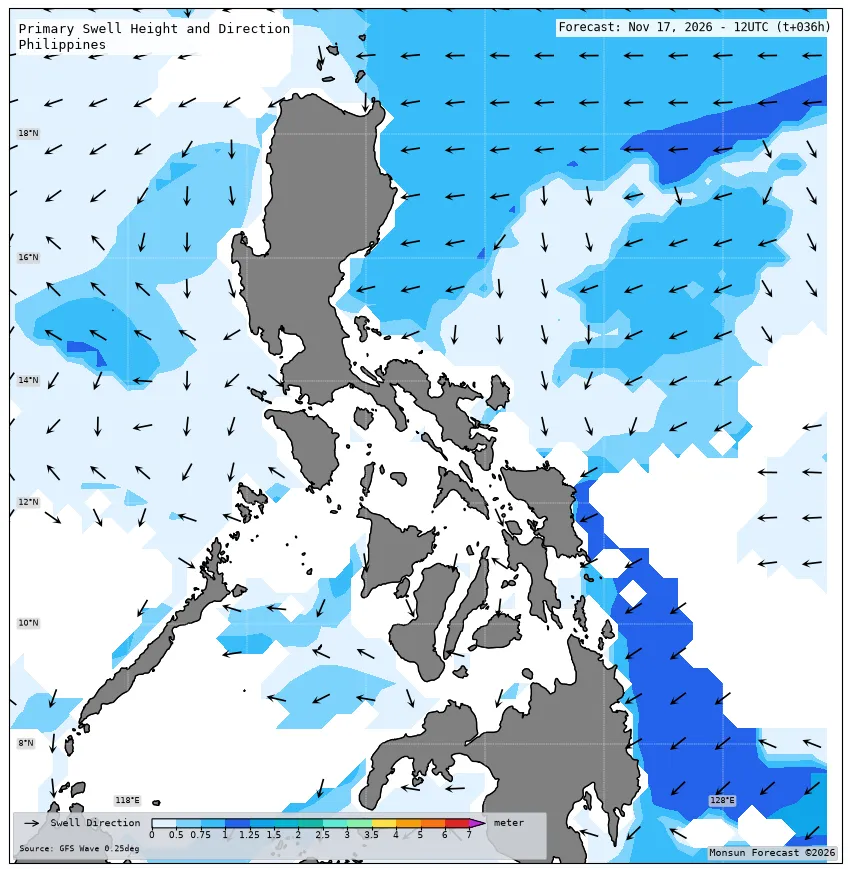 Primary Swell Height and Direction
Philippines
Forecast: Nov 17, 2026 - 12UTC (t+036h)
18°N
16°N
14°N
12°N
10°N
8°N
118°E
128°E
Swell Direction
0 0.5 0.75 1 1.25 1.5 2 2.5 3 3.5 4 5 6 7
meter
Source: GFS Wave 0.25deg
Monsun Forecast ©2026